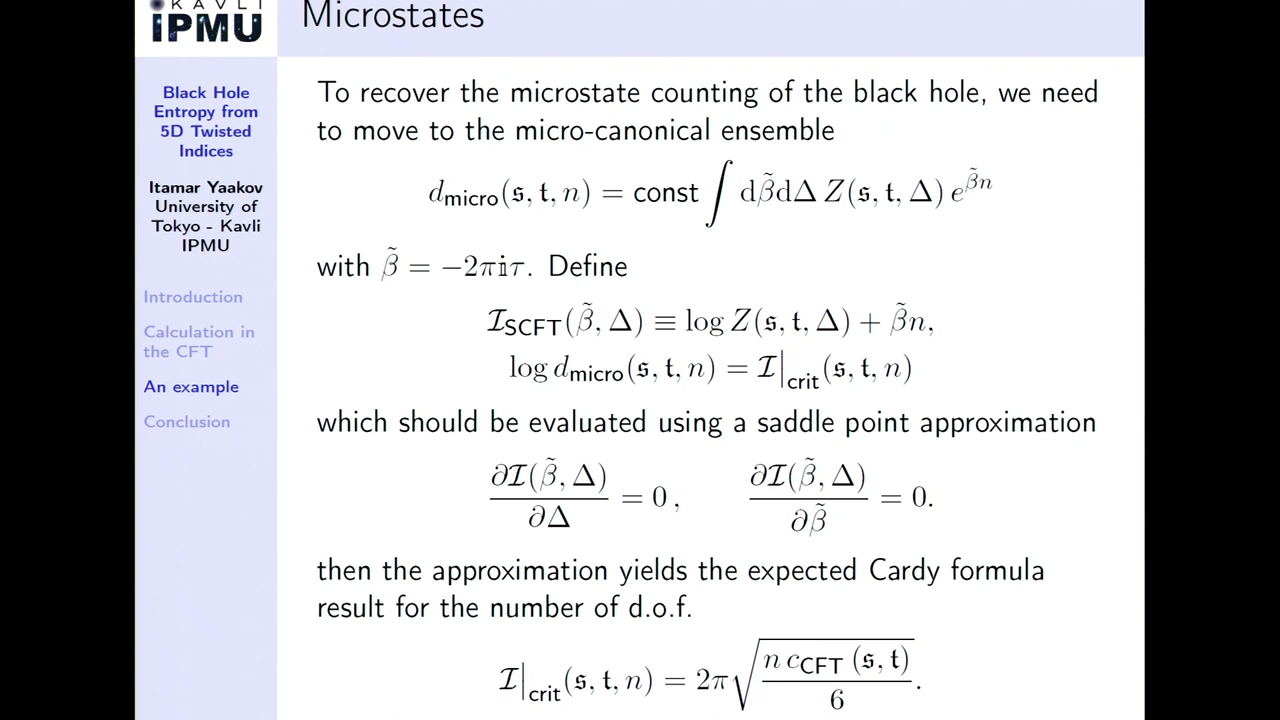 KAVLI
IPMU
Microstates
Black Hole
Entropy from
5D Twisted
Indices
Itamar Yaakov
University of
Tokyo - Kavli
IPMU
Introduction
Calculation in
the CFT
An example
Conclusion
To recover the microstate counting of the black hole, we need
to move to the micro-canonical ensemble
d_micro(𝔰, 𝔱, n) = const ∫ dβ̃dΔ Z(𝔰, 𝔱, Δ) e^{β̃n}
with β̃ = −2π𝕚τ. Define
ℐ_SCFT(β̃, Δ) ≡ log Z(𝔰, 𝔱, Δ) + β̃n,
log d_micro(𝔰, 𝔱, n) = ℐ|_crit(𝔰, 𝔱, n)
which should be evaluated using a saddle point approximation
∂ℐ(β̃, Δ)/∂Δ = 0, ∂ℐ(β̃, Δ)/∂β̃ = 0.
then the approximation yields the expected Cardy formula
result for the number of d.o.f.
ℐ|_crit(𝔰, 𝔱, n) = 2π√(n c_CFT (𝔰, 𝔱)/6).